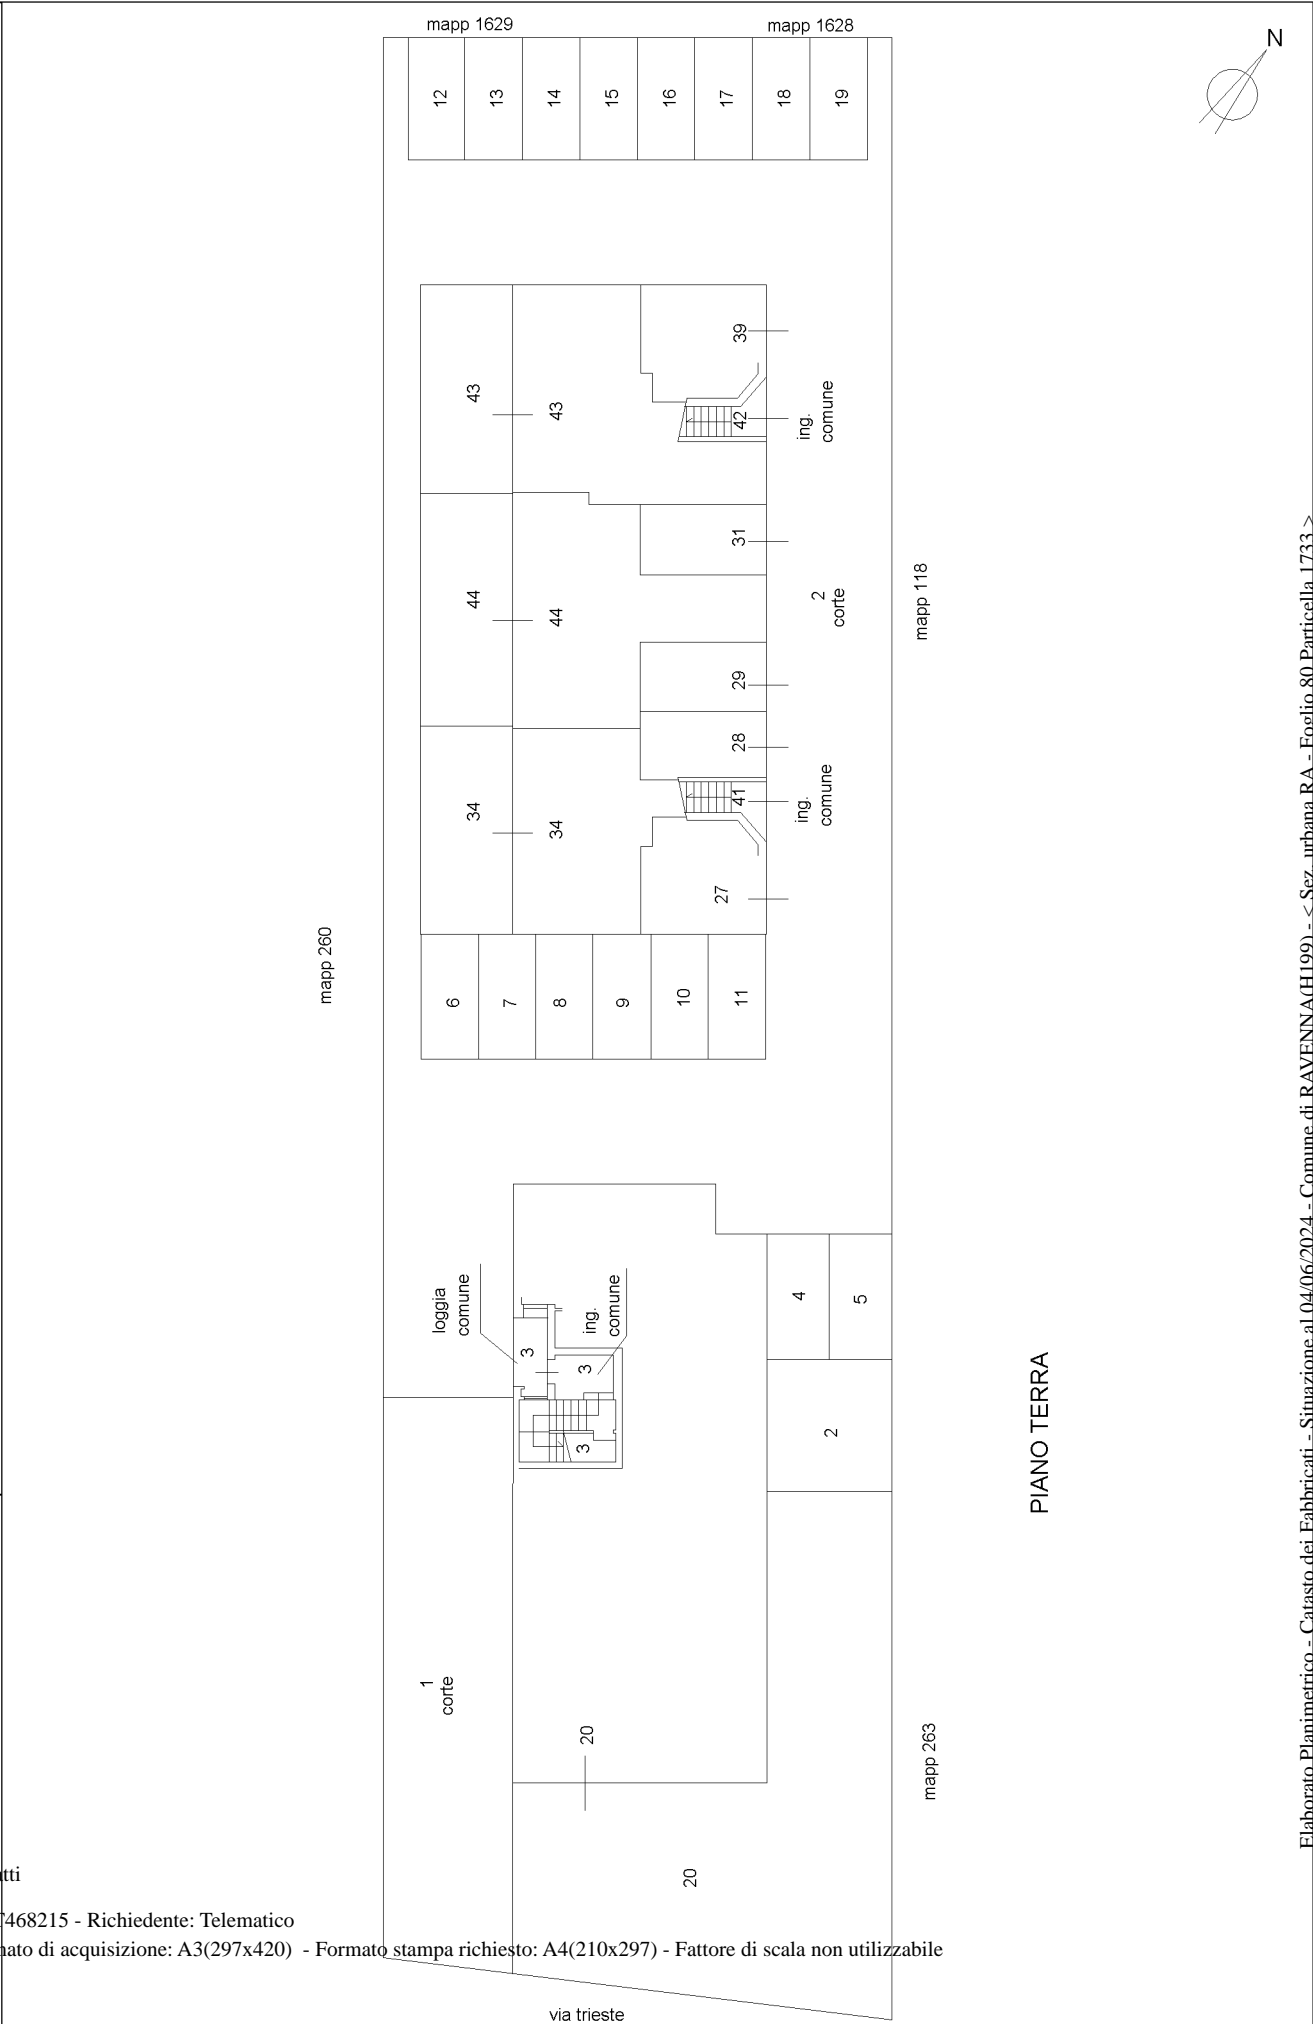 mapp 1629
mapp 1628
N
12
13
14
15
16
17
18
19
39
43
43
42
ing.
comune
31
44
44
2
corte
mapp 118
29
28
34
34
41
ing.
comune
27
mapp 260
6
7
8
9
10
11
loggia
comune
ing.
comune
3
3
3
4
5
2
PIANO TERRA
1
corte
20
mapp 263
20
via trieste
Elaborato Planimetrico - Catasto dei Fabbricati - Situazione al 04/06/2024 - Comune di RAVENNA(H199) - < Sez. urbana RA - Foglio 80 Particella 1733 >
T468215 - Richiedente: Telematico
di acquisizione: A3(297x420) - Formato stampa richiesto: A4(210x297) - Fattore di scala non utilizzabile